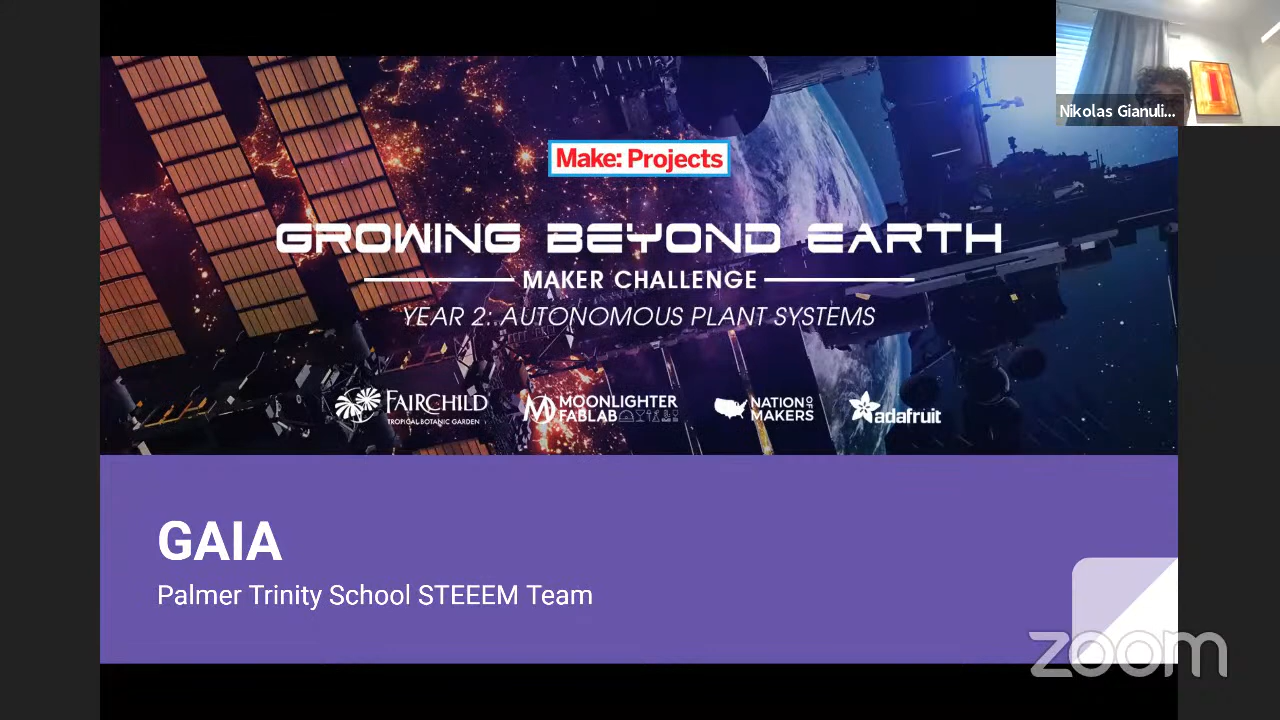 Nikolas Gianuli...
Make: Projects
GROWING BEYOND EARTH
MAKER CHALLENGE
YEAR 2: AUTONOMOUS PLANT SYSTEMS
FAIRCHILD
TROPICAL BOTANIC GARDEN
MOONLIGHTER
FABLAB
NATION OF
MAKERS
adafruit
GAIA
Palmer Trinity School STEEEM Team
zoom